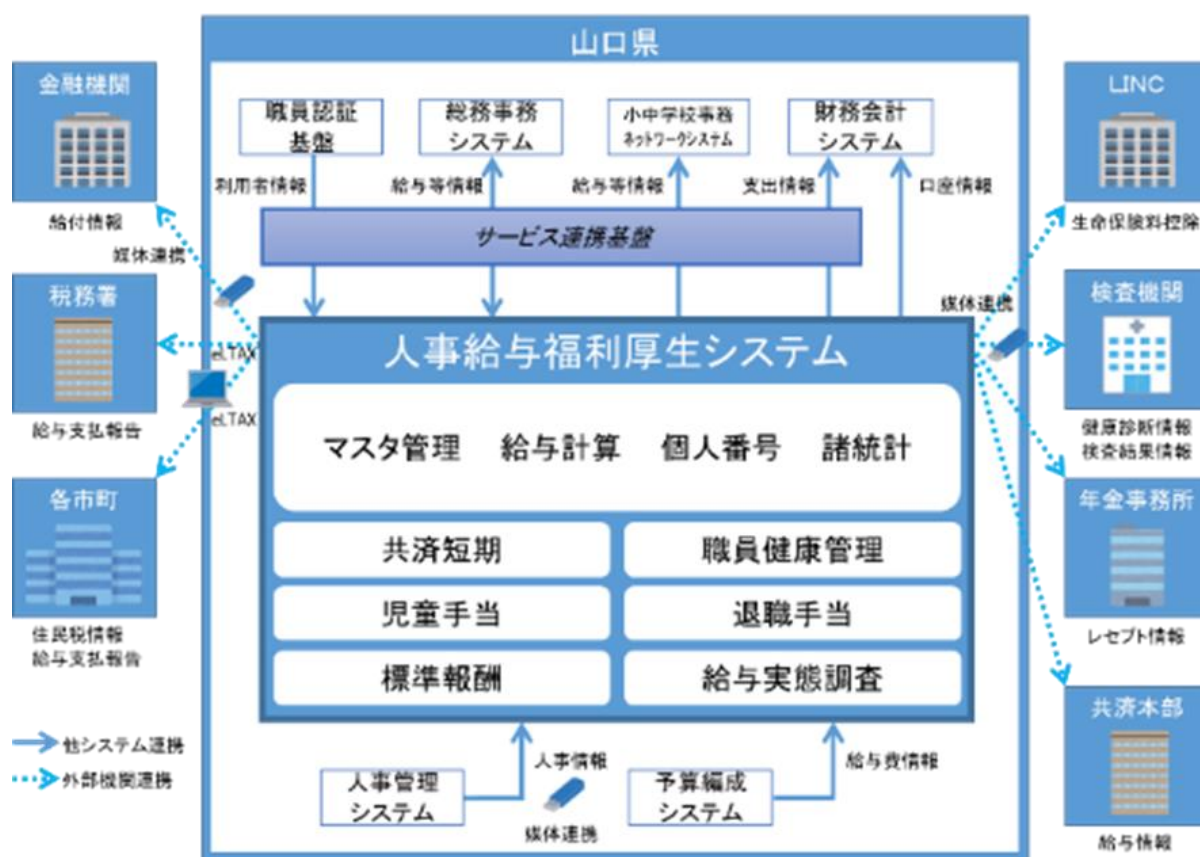 山口県
金融機関
給付情報
媒体連携
税務署
eLTAX
給与支払報告
eLTAX
各市町
住民税情報
給与支払報告
他システム連携
外部機関連携
職員認証
基盤
総務事務
システム
小中学校事務
ネットワークシステム
財務会計
システム
利用者情報
給与等情報
給与等情報
支出情報
口座情報
サービス連携基盤
人事給与福利厚生システム
マスタ管理 給与計算 個人番号 諸統計
共済短期
職員健康管理
児童手当
退職手当
標準報酬
給与実態調査
人事情報
給与費情報
人事管理
システム
媒体連携
予算編成
システム
LINC
生命保険料控除
媒体連携
検査機関
健康診断情報
検査結果情報
年金事務所
レセプト情報
共済本部
給与情報